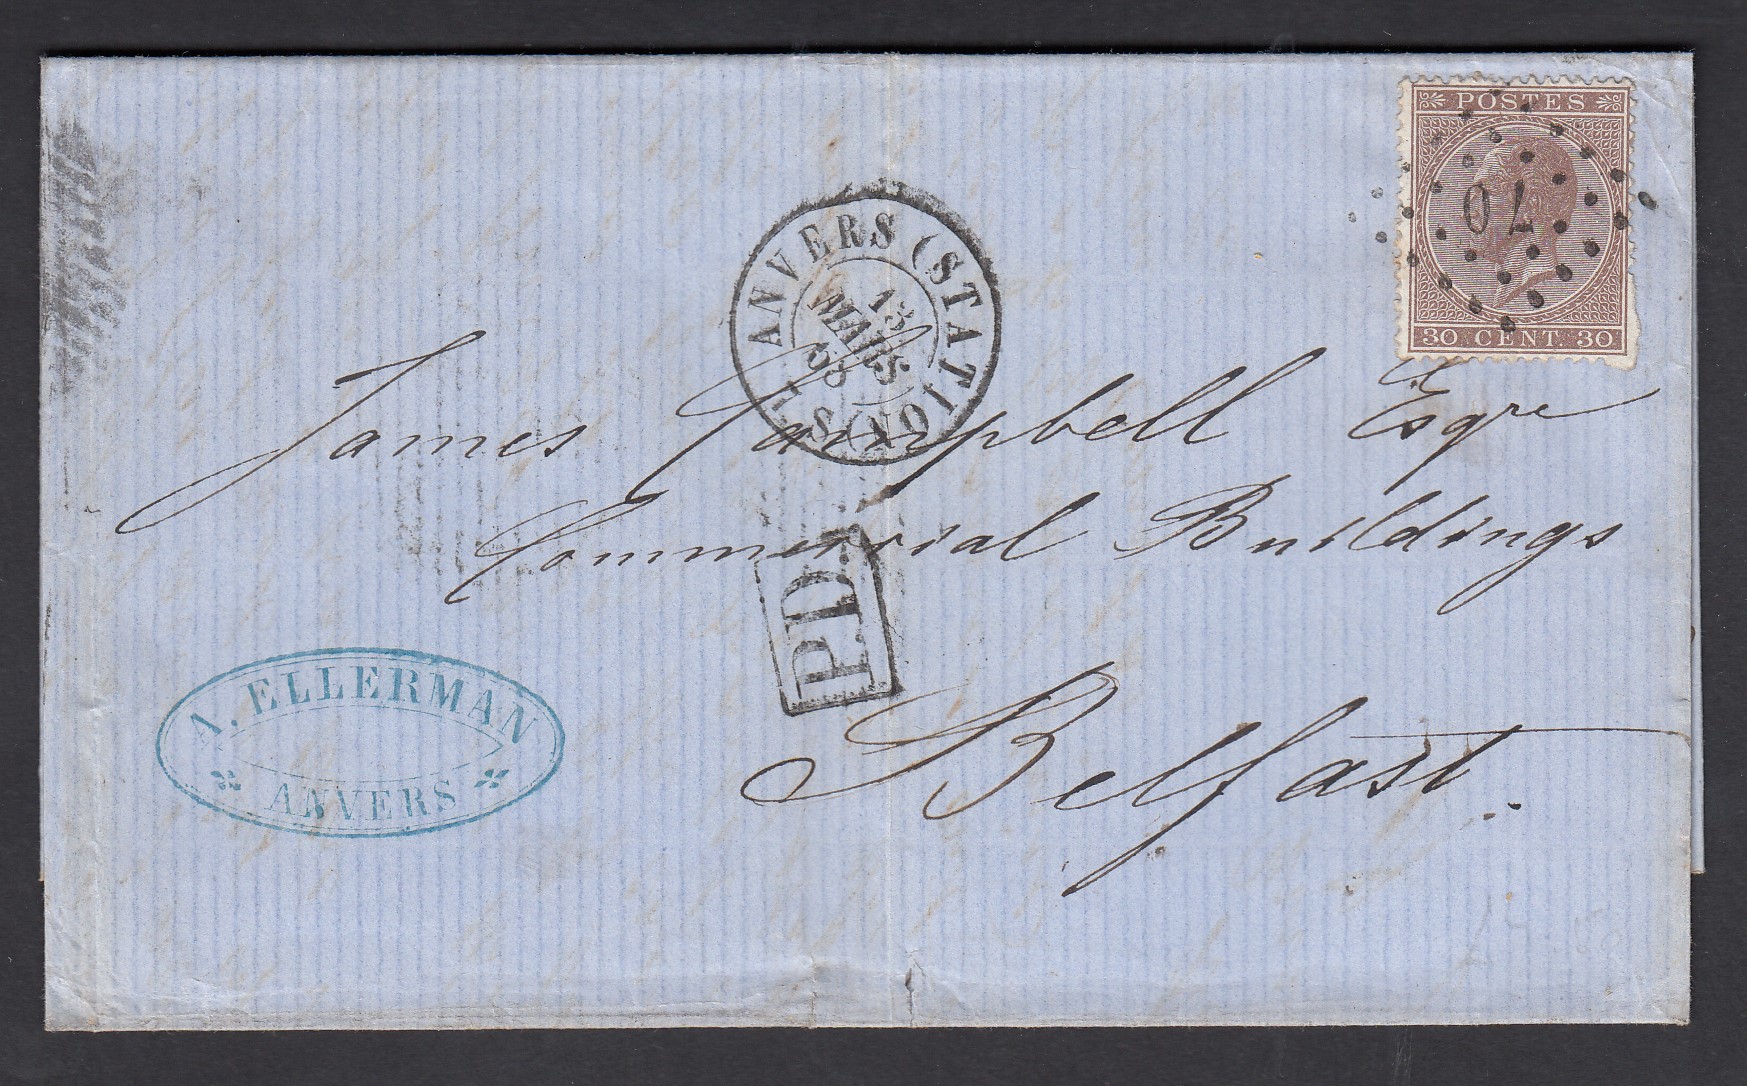 POSTES
70
30 CENT. 30
ANVERS (STATION)
13
MARS
James Campbell Esqre
Commercial Buildings
P.D.
Belfast.
A. ELLERMAN
ANVERS